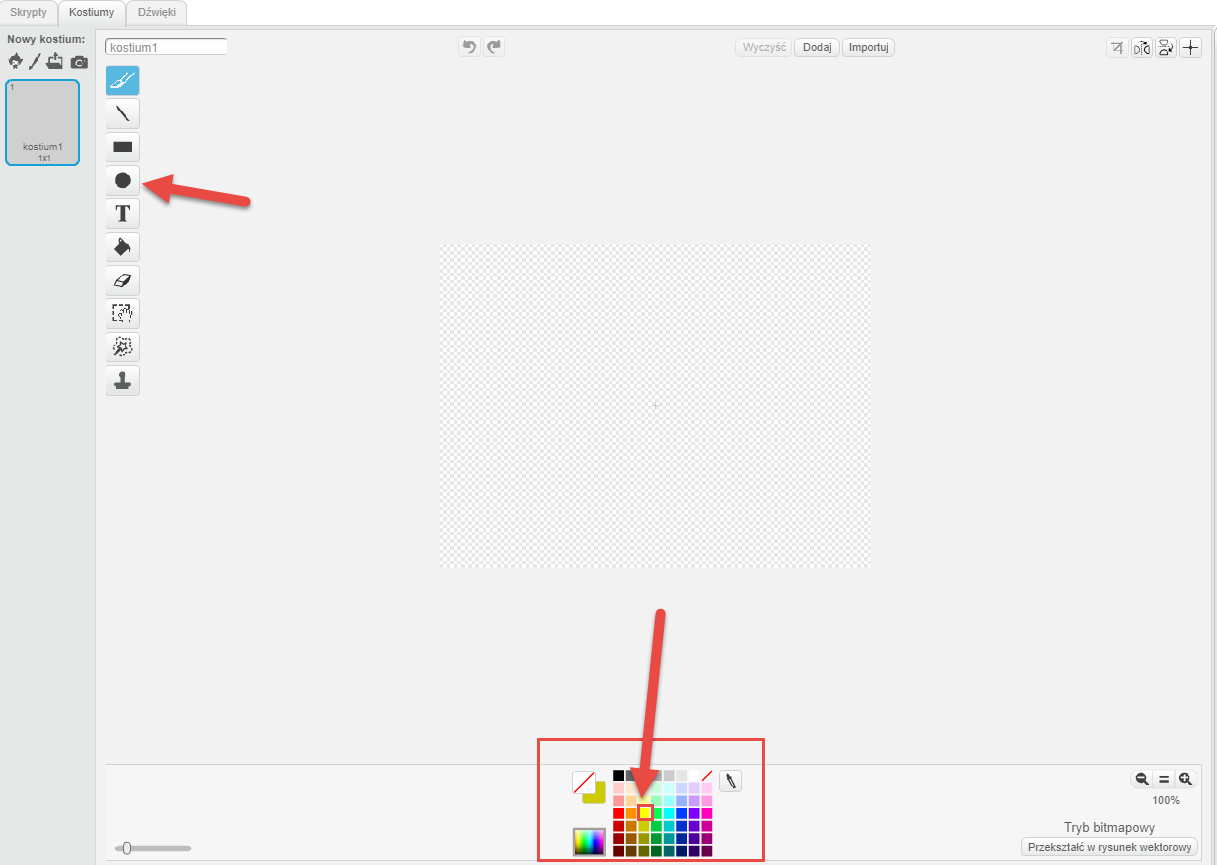 Skrypty Kostiumy Dźwięki
Nowy kostium:
kostium1
Wyczyść Dodaj Importuj
1
kostium1
1x1
T
100%
Tryb bitmapowy
Przekształć w rysunek wektorowy